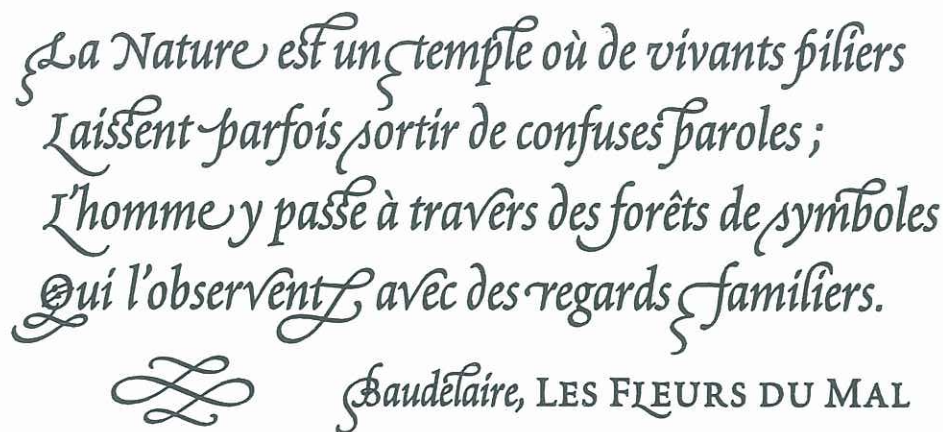 La Nature est un temple où de vivants piliers
Laissent parfois sortir de confuses paroles ;
L'homme y passe à travers des forêts de symboles
Qui l'observent avec des regards familiers.
Baudelaire, LES FLEURS DU MAL